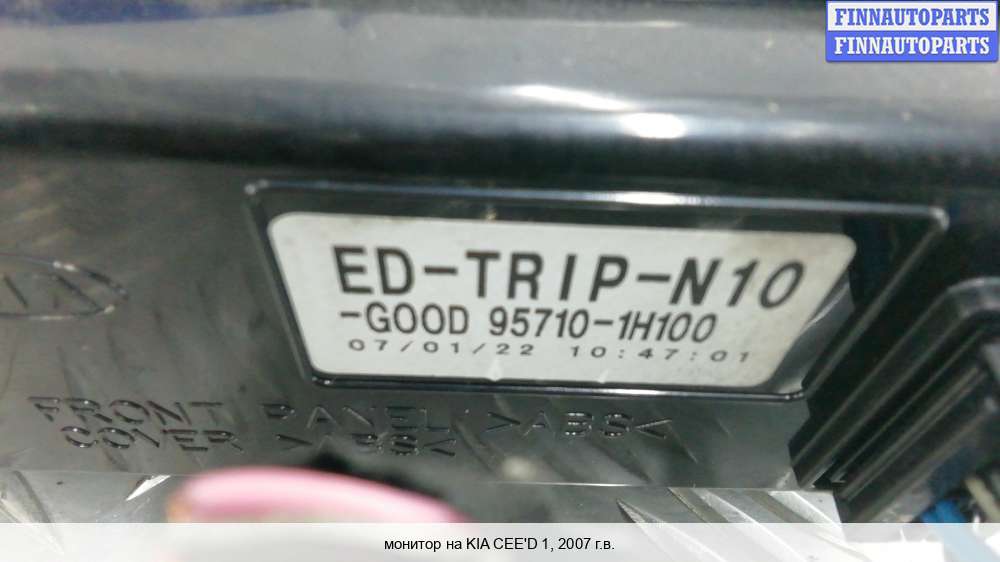 FINNAUTOPARTS
FINNAUTOPARTS
ED-TRIP-N10
-GOOD 95710-1H100
07/01/22 10:47:01
KIA
FRONT PANEL >ABS<
COVER >ABS<
монитор на KIA CEE'D 1, 2007 г.в.